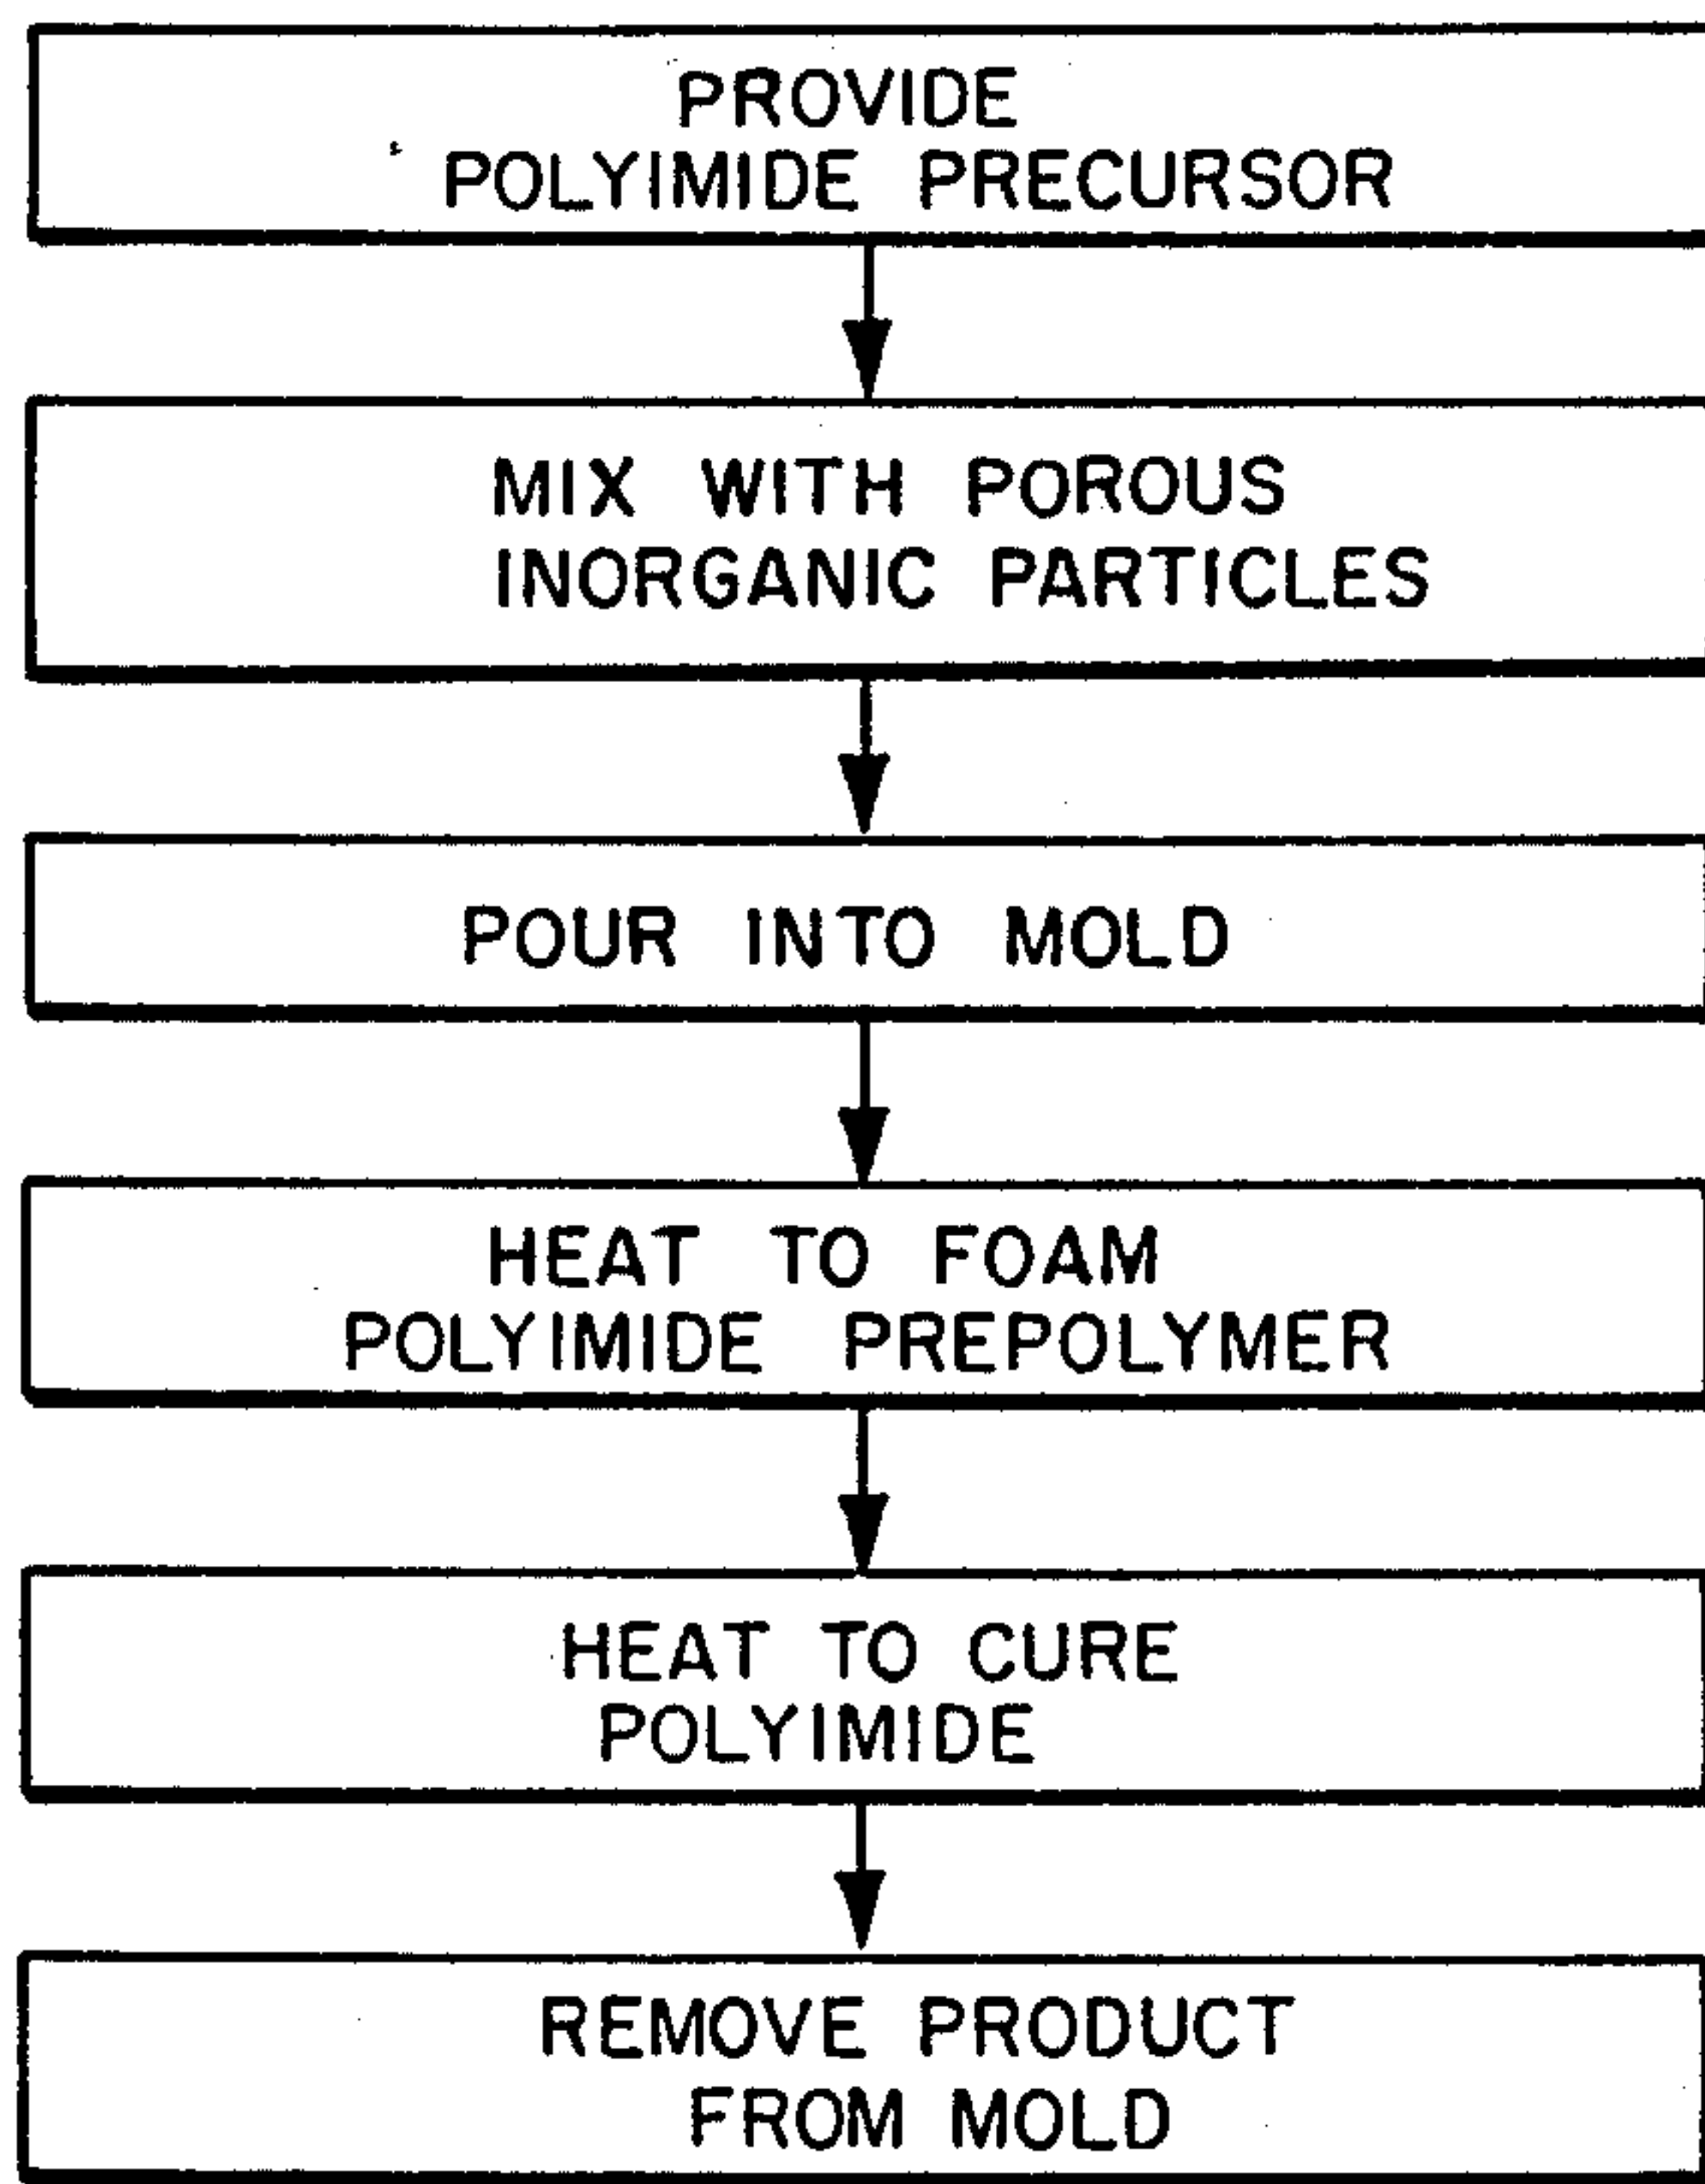 PROVIDE
POLYIMIDE PRECURSOR
MIX WITH POROUS
INORGANIC PARTICLES
POUR INTO MOLD
HEAT TO FOAM
POLYIMIDE PREPOLYMER
HEAT TO CURE
POLYIMIDE
REMOVE PRODUCT
FROM MOLD